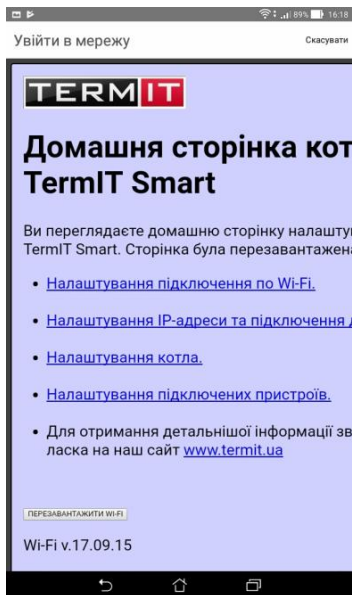 89% 16:18
Увійти в мережу Скасувати
TERMIT
Домашня сторінка кот
TermIT Smart
Ви переглядаєте домашню сторінку налашту
TermIT Smart. Сторінка була перезавантажена
Налаштування підключення по Wi-Fi.
Налаштування IP-адреси та підключення д
Налаштування котла.
Налаштування підключених пристроїв.
Для отримання детальнішої інформації зв
ласка на наш сайт www.termit.ua
ПЕРЕЗАВАНТАЖИТИ WI-FI
Wi-Fi v.17.09.15